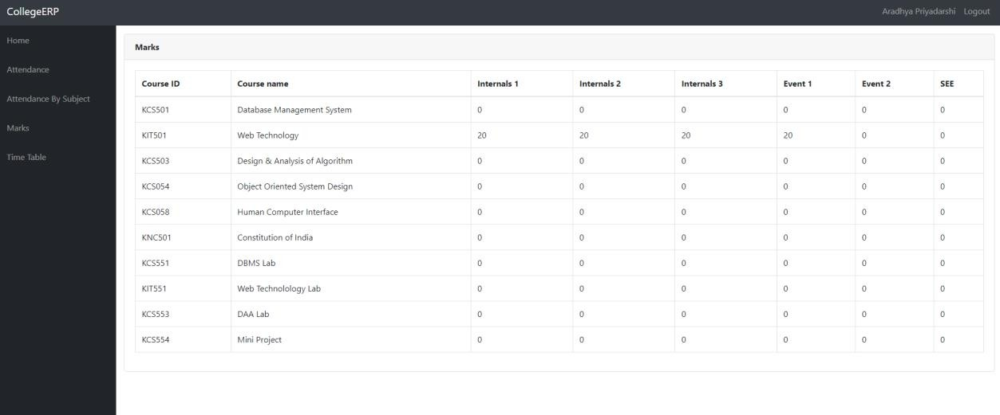 CollegeERP Aradhya Priyadarshi Logout
Home
Attendance
Attendance By Subject
Marks
Time Table
Marks
Course ID Course name Internals 1 Internals 2 Internals 3 Event 1 Event 2 SEE
KCS501 Database Management System 0 0 0 0 0 0
KIT501 Web Technology 20 20 20 20 0 0
KCS503 Design & Analysis of Algorithm 0 0 0 0 0 0
KCS054 Object Oriented System Design 0 0 0 0 0 0
KCS058 Human Computer Interface 0 0 0 0 0 0
KNC501 Constitution of India 0 0 0 0 0 0
KCS551 DBMS Lab 0 0 0 0 0 0
KIT551 Web Technolology Lab 0 0 0 0 0 0
KCS553 DAA Lab 0 0 0 0 0 0
KCS554 Mini Project 0 0 0 0 0 0